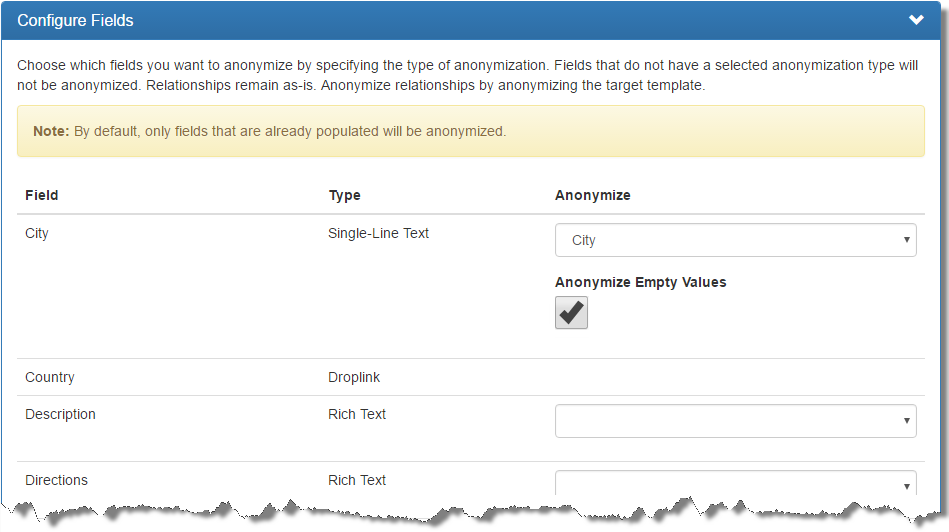 Configure Fields
Choose which fields you want to anonymize by specifying the type of anonymization. Fields that do not have a selected anonymization type will
not be anonymized. Relationships remain as-is. Anonymize relationships by anonymizing the target template.
Note: By default, only fields that are already populated will be anonymized.
Field Type Anonymize
City Single-Line Text City
Anonymize Empty Values
Country Droplink
Description Rich Text
Directions Rich Text